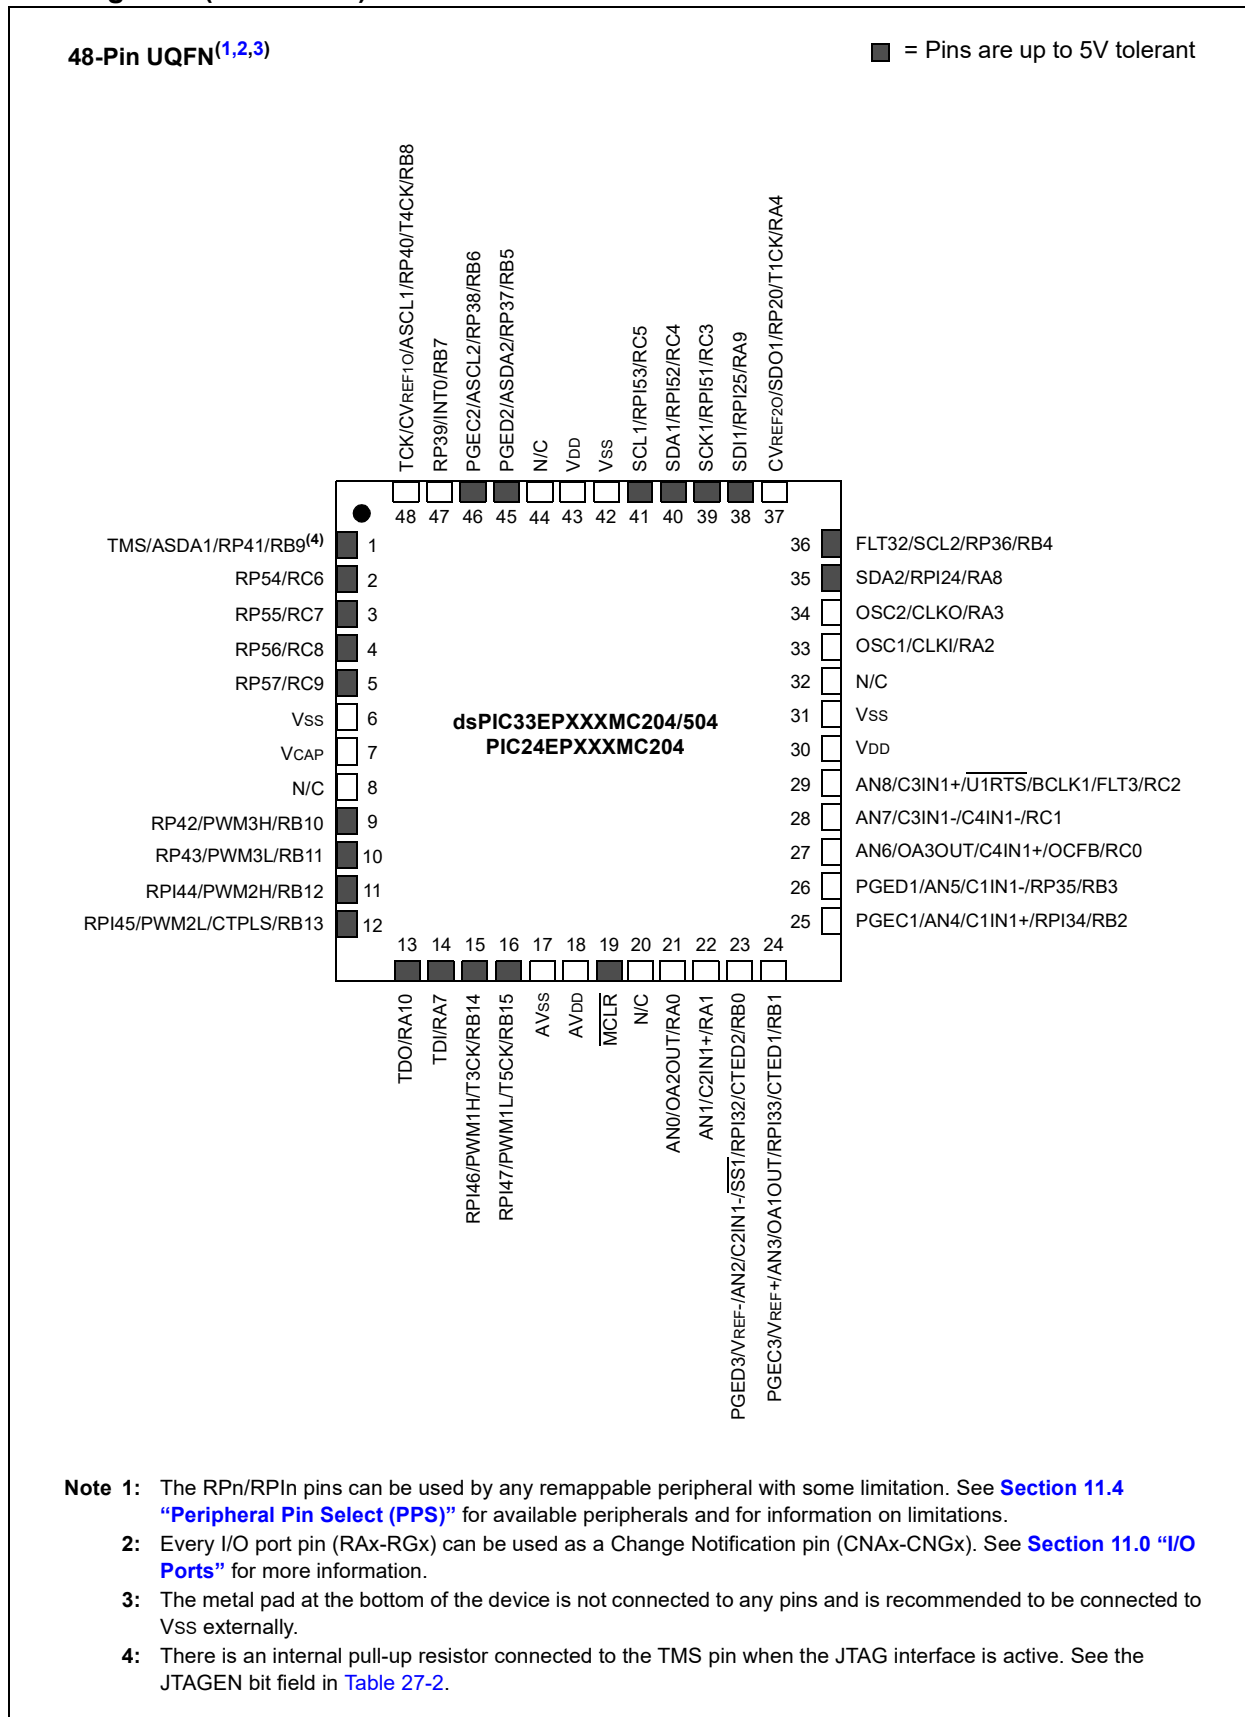 48-Pin UQFN(1,2,3)
= Pins are up to 5V tolerant
TCK/CVREF1O/ASCL1/RP40/T4CK/RB8
RP39/INT0/RB7
PGEC2/ASCL2/RP38/RB6
PGED2/ASDA2/RP37/RB5
N/C
VDD
VSS
SCL1/RPI53/RC5
SDA1/RPI52/RC4
SCK1/RPI51/RC3
SDI1/RPI25/RA9
CVREF2O/SDO1/RP20/T1CK/RA4
48 47 46 45 44 43 42 41 40 39 38 37
TMS/ASDA1/RP41/RB9(4) 1
RP54/RC6 2
RP55/RC7 3
RP56/RC8 4
RP57/RC9 5
VSS 6
VCAP 7
N/C 8
RP42/PWM3H/RB10 9
RP43/PWM3L/RB11 10
RPI44/PWM2H/RB12 11
RPI45/PWM2L/CTPLS/RB13 12
dsPIC33EPXXXMC204/504
PIC24EPXXXMC204
36 FLT32/SCL2/RP36/RB4
35 SDA2/RPI24/RA8
34 OSC2/CLKO/RA3
33 OSC1/CLKI/RA2
32 N/C
31 VSS
30 VDD
29 AN8/C3IN1+/U1RTS/BCLK1/FLT3/RC2
28 AN7/C3IN1-/C4IN1-/RC1
27 AN6/OA3OUT/C4IN1+/OCFB/RC0
26 PGED1/AN5/C1IN1-/RP35/RB3
25 PGEC1/AN4/C1IN1+/RPI34/RB2
13 14 15 16 17 18 19 20 21 22 23 24
TDO/RA10
TDI/RA7
RPI46/PWM1H/T3CK/RB14
RPI47/PWM1L/T5CK/RB15
AVSS
AVDD
MCLR
N/C
AN0/OA2OUT/RA0
AN1/C2IN1+/RA1
PGED3/VREF-/AN2/C2IN1-/SS1/RPI32/CTED2/RB0
PGEC3/VREF+/AN3/OA1OUT/RPI33/CTED1/RB1
Note 1: The RPn/RPIn pins can be used by any remappable peripheral with some limitation. See Section 11.4
“Peripheral Pin Select (PPS)” for available peripherals and for information on limitations.
2: Every I/O port pin (RAx-RGx) can be used as a Change Notification pin (CNAx-CNGx). See Section 11.0 “I/O
Ports” for more information.
3: The metal pad at the bottom of the device is not connected to any pins and is recommended to be connected to
VSS externally.
4: There is an internal pull-up resistor connected to the TMS pin when the JTAG interface is active. See the
JTAGEN bit field in Table 27-2.